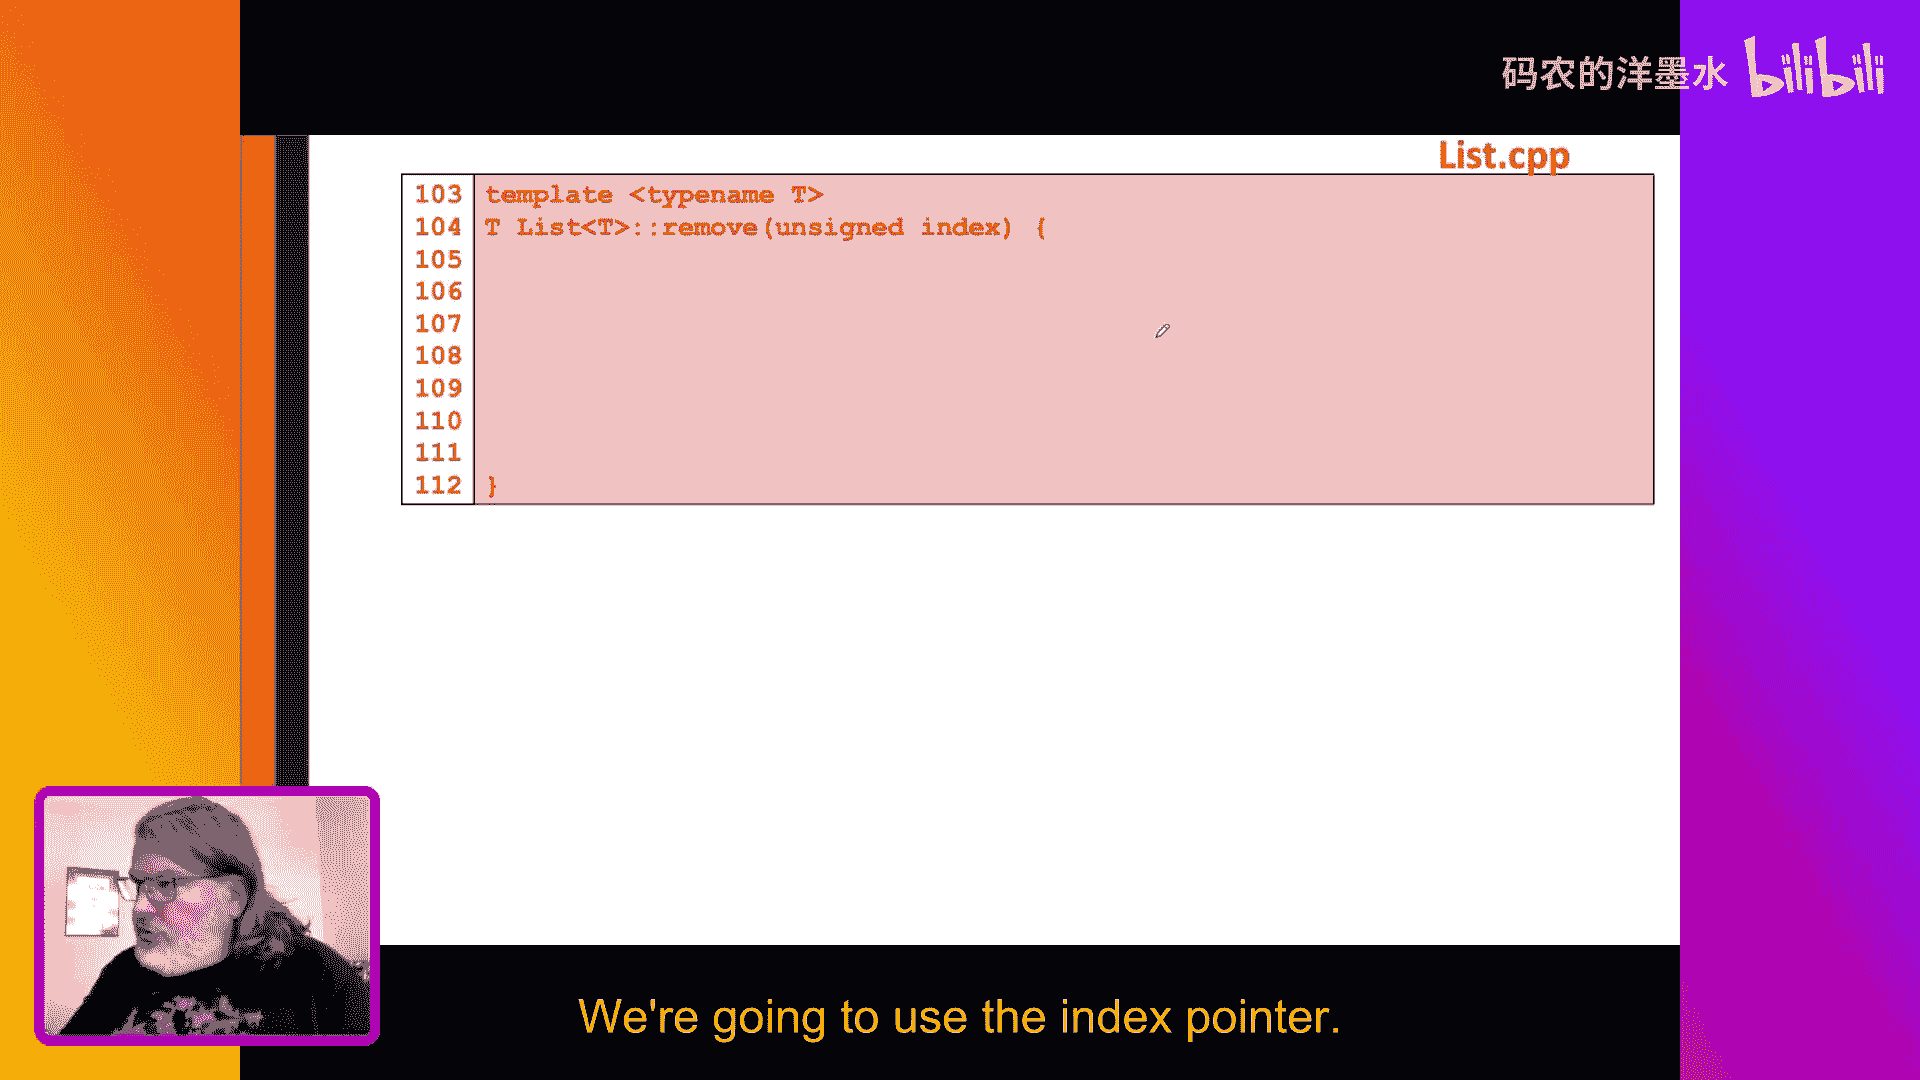 码农的洋墨水 bilibili
List.cpp
103 template <typename T>
104 T List<T>::remove(unsigned index) {
105
106
107
108
109
110
111
112 }
We're going to use the index pointer.